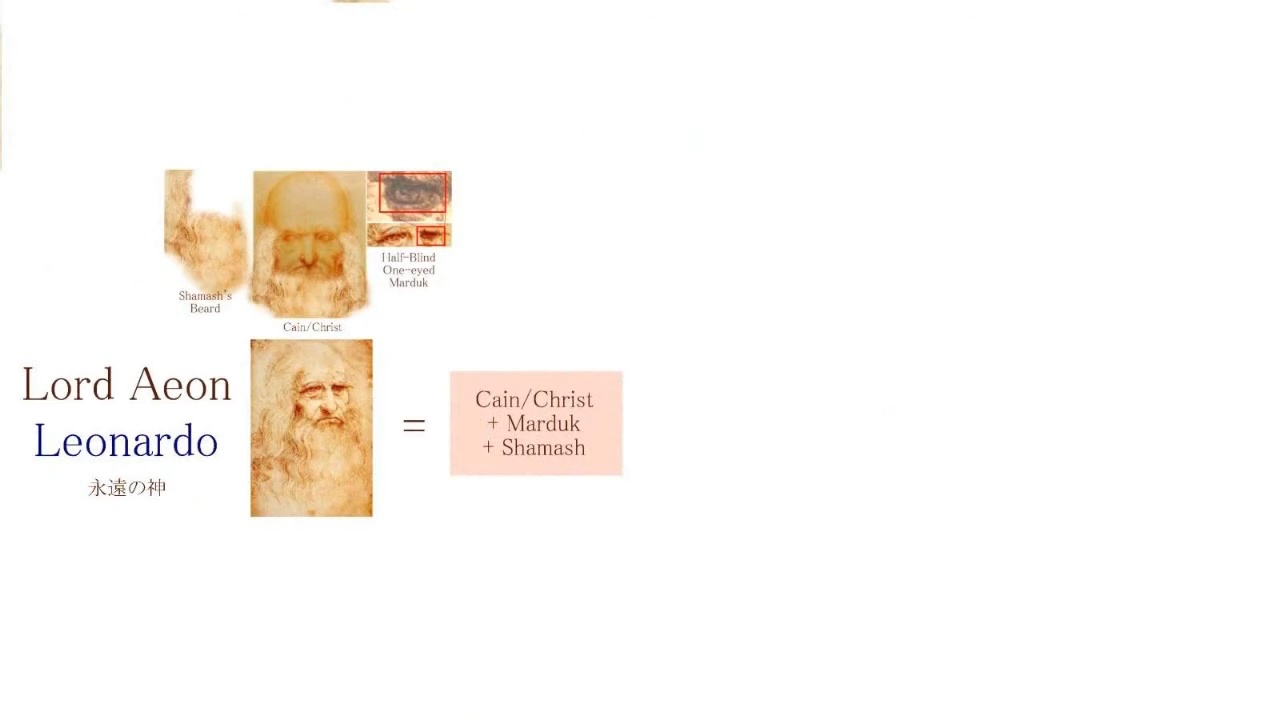 Shamash's
Beard
Cain/Christ
Half-Blind
One-eyed
Marduk
Lord Aeon
Leonardo
永遠の神
=
Cain/Christ
+ Marduk
+ Shamash